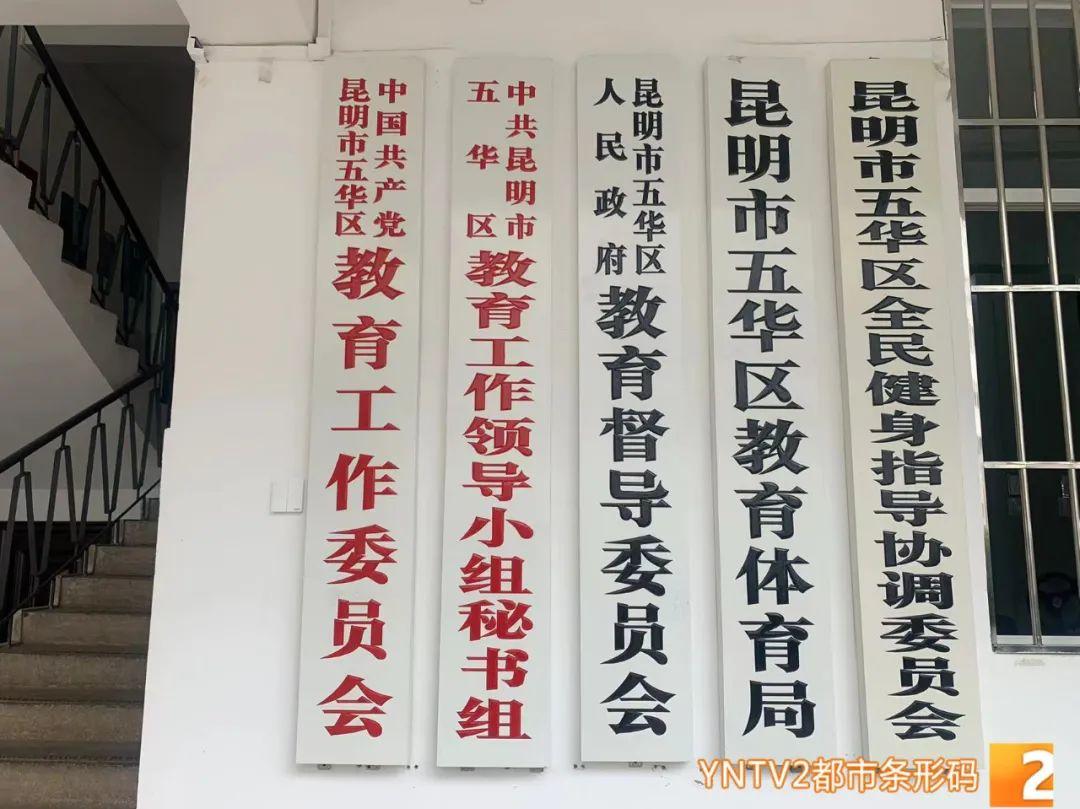 中国共产党
昆明市五华区
教育工作委员会
中共昆明市
五华区
教育工作领导小组秘书组
昆明市五华区
人民政府
教育督导委员会
昆明市五华区教育体育局
昆明市五华区全民健身指导协调委员会
YNTV2都市条形码
2